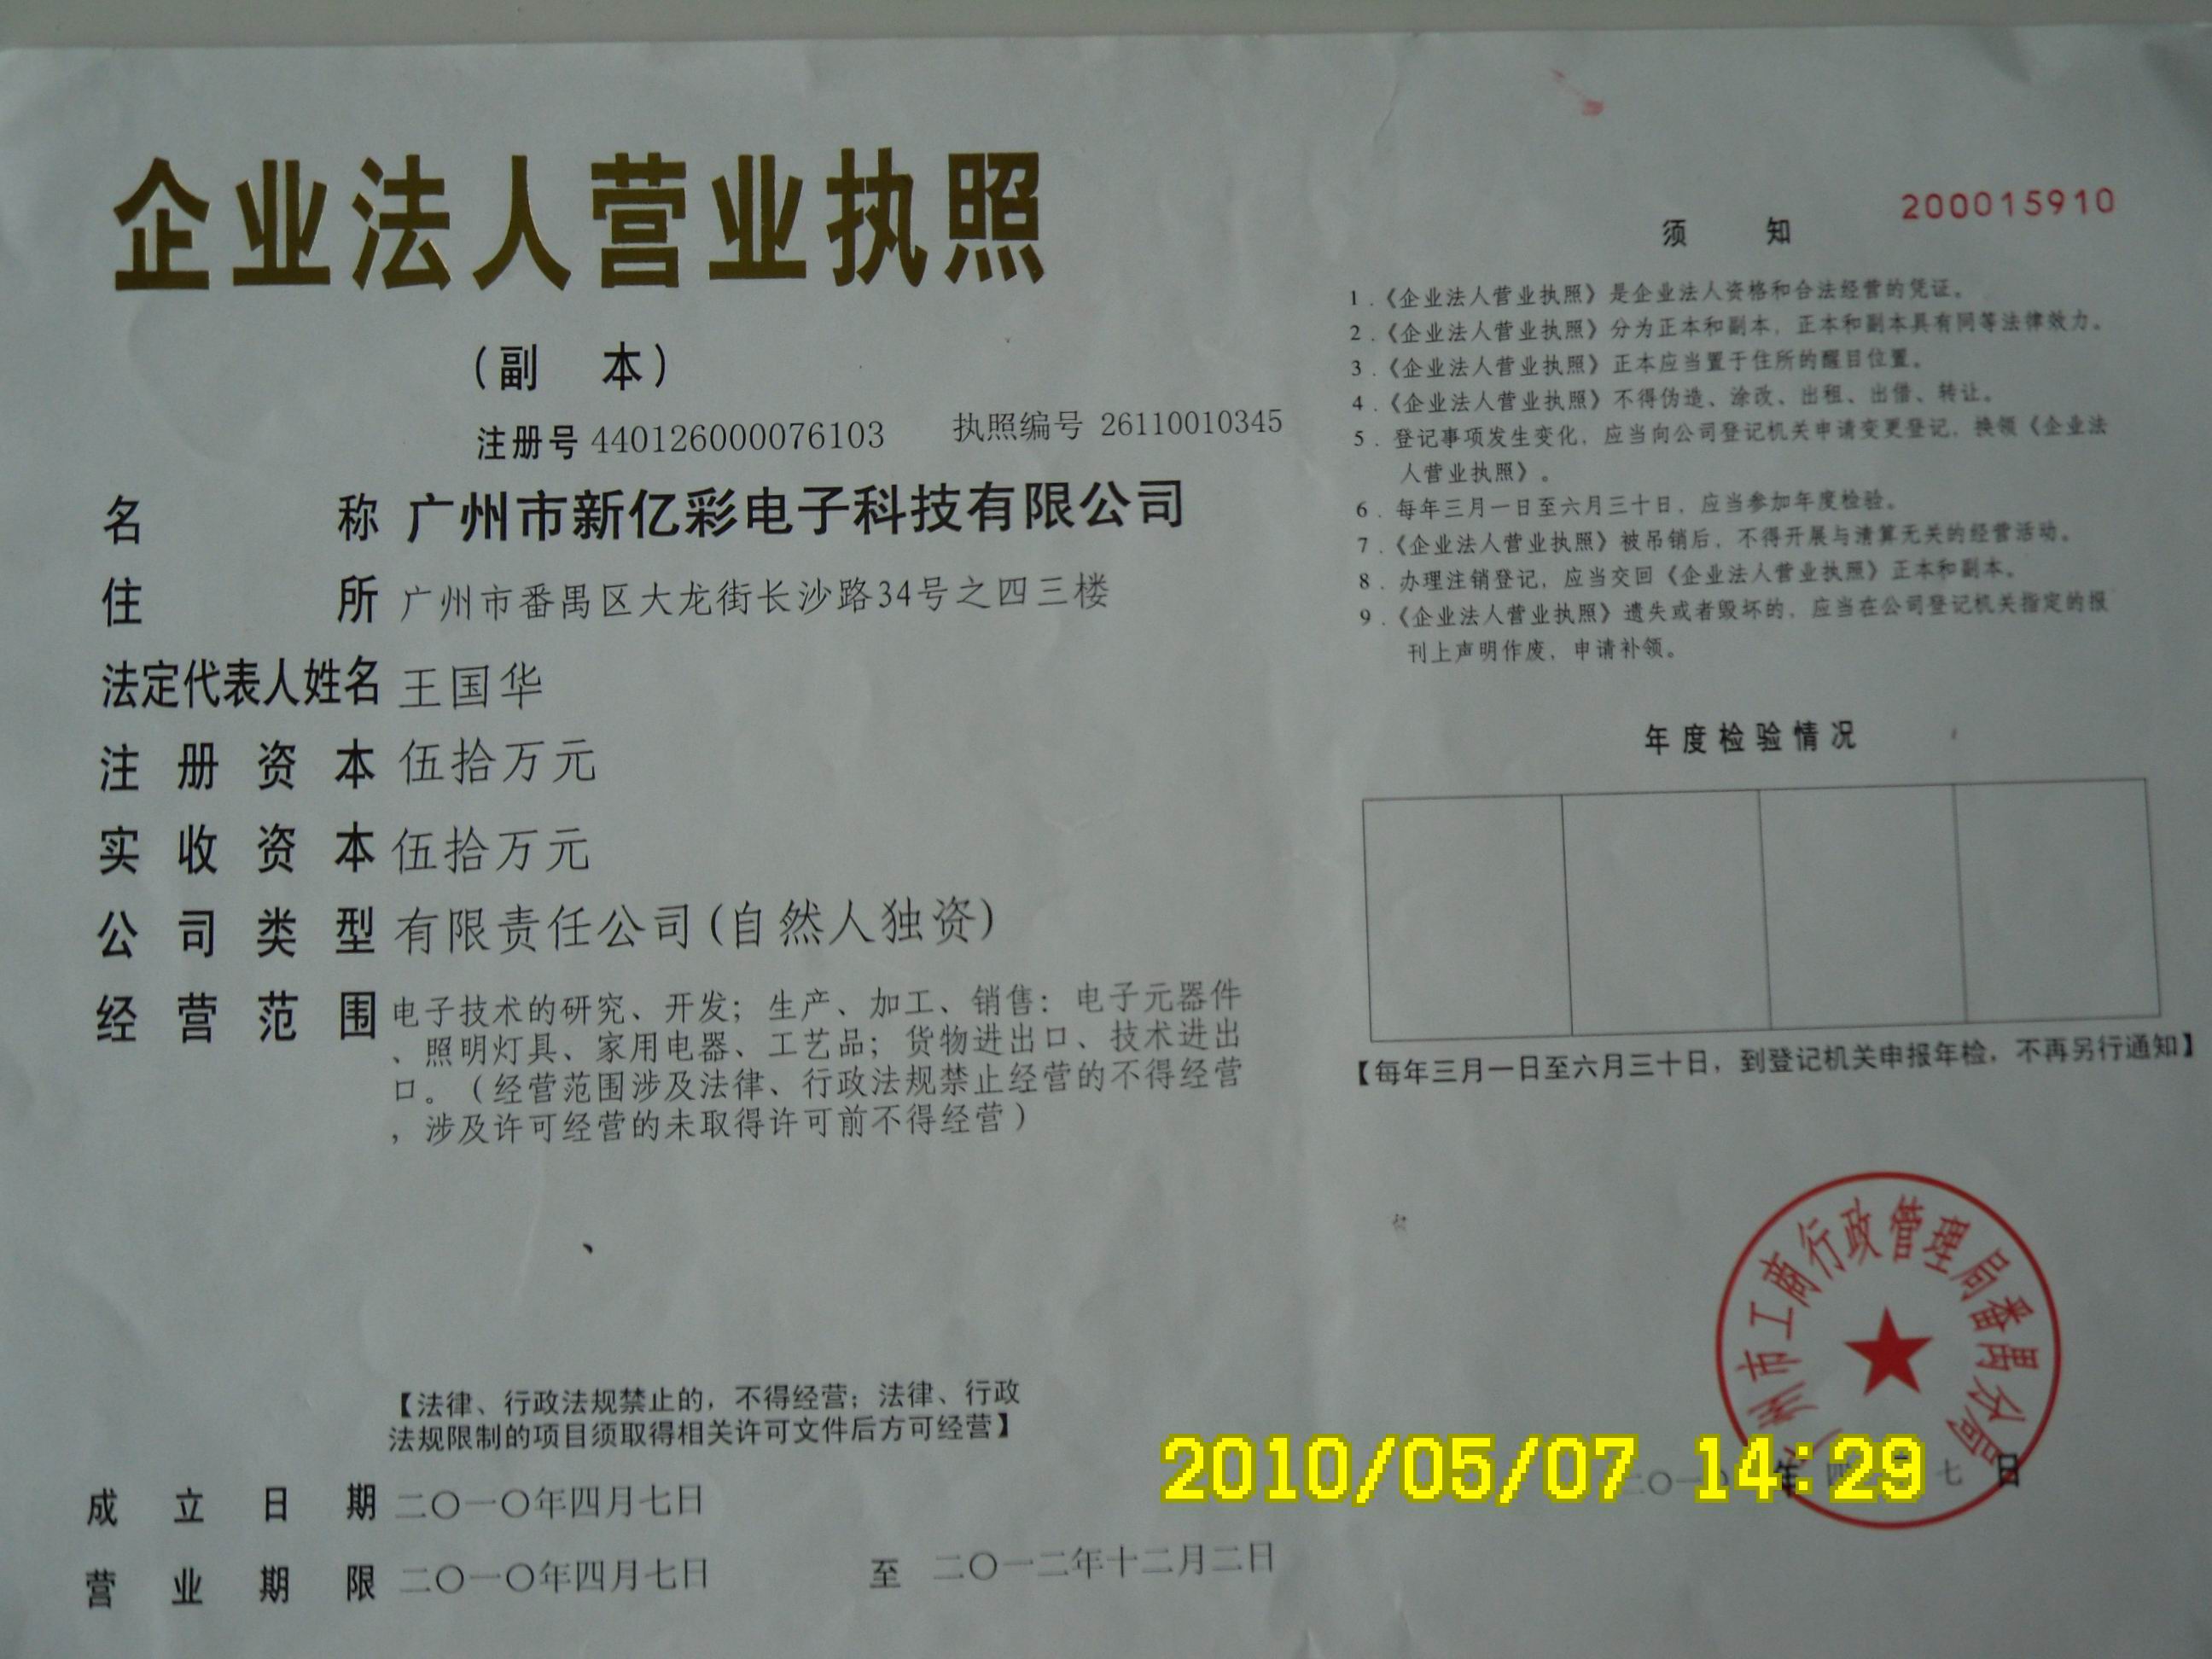 企业法人营业执照
（副 本）
注册号 440126000076103 执照编号 26110010345
名 称 广州市新亿彩电子科技有限公司
住 所 广州市番禺区大龙街长沙路34号之四三楼
法定代表人姓名 王国华
注册资本 伍拾万元
实收资本 伍拾万元
公司类型 有限责任公司(自然人独资)
经营范围 电子技术的研究、开发；生产、加工、销售：电子元器件
、照明灯具、家用电器、工艺品；货物进出口、技术进出
口。（经营范围涉及法律、行政法规禁止经营的不得经营
，涉及许可经营的未取得许可前不得经营）
【法律、行政法规禁止的，不得经营；法律、行政
法规限制的项目须取得相关许可文件后方可经营】
成立日期 二〇一〇年四月七日
营业期限 二〇一〇年四月七日 至 二〇一二年十二月二日
200015910
须 知
1．《企业法人营业执照》是企业法人资格和合法经营的凭证。
2．《企业法人营业执照》分为正本和副本，正本和副本具有同等法律效力。
3．《企业法人营业执照》正本应当置于住所的醒目位置。
4．《企业法人营业执照》不得伪造、涂改、出租、出借、转让。
5．登记事项发生变化，应当向公司登记机关申请变更登记，换领《企业法
人营业执照》。
6．每年三月一日至六月三十日，应当参加年度检验。
7．《企业法人营业执照》被吊销后，不得开展与清算无关的经营活动。
8．办理注销登记，应当交回《企业法人营业执照》正本和副本。
9．《企业法人营业执照》遗失或者毁坏的，应当在公司登记机关指定的报
刊上声明作废，申请补领。
年度检验情况
【每年三月一日至六月三十日，到登记机关申报年检，不再另行通知】
广州市工商行政管理局番禺分局
二〇一〇年四 七日
2010/05/07 14:29